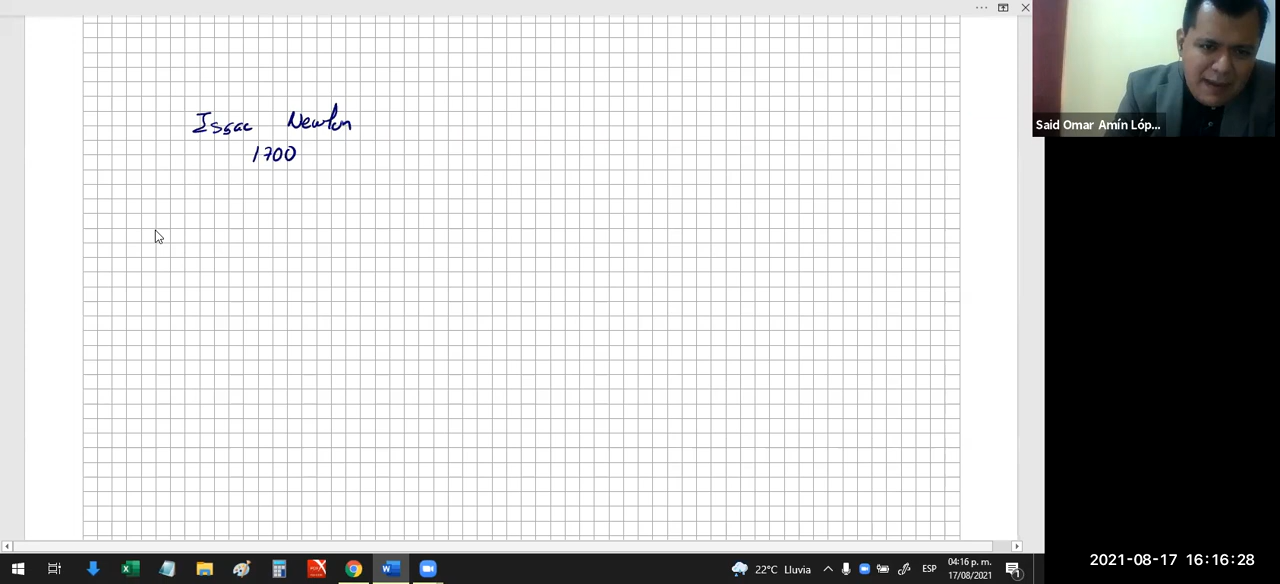 Issac Newton
1700
Said Omar Amín Lóp...
22°C Lluvia
ESP
04:16 p. m.
17/08/2021
1
2021-08-17 16:16:28